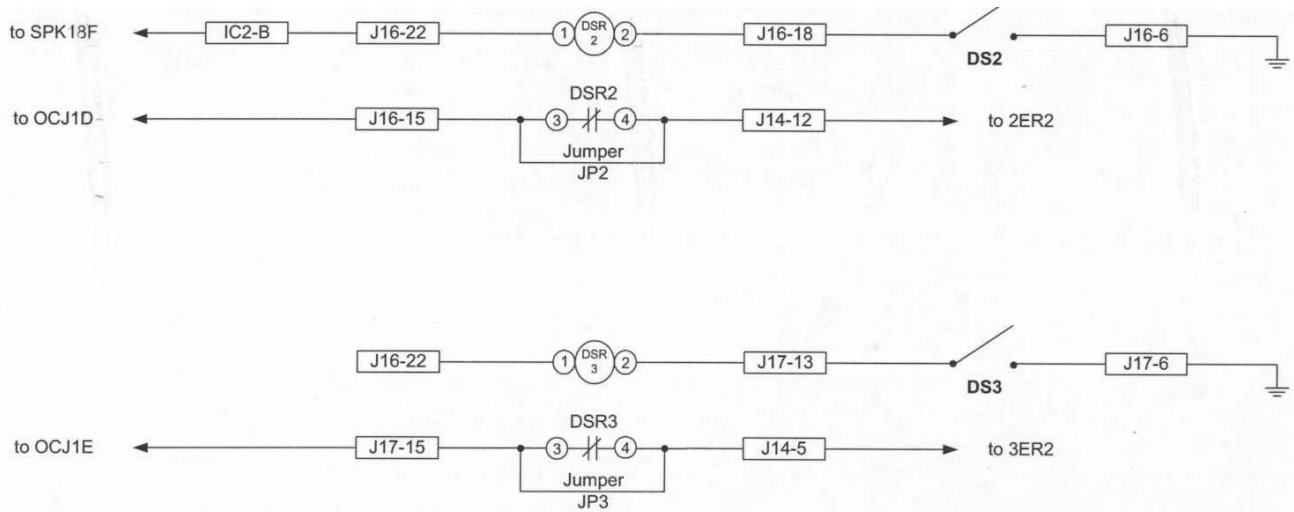 to SPK18F IC2-B J16-22 1 DSR 2 2 J16-18 DS2 J16-6
to OCJ1D J16-15 DSR2 3 4 J14-12 to 2ER2
Jumper
JP2
J16-22 1 DSR 3 2 J17-13 DS3 J17-6
to OCJ1E J17-15 DSR3 3 4 J14-5 to 3ER2
Jumper
JP3